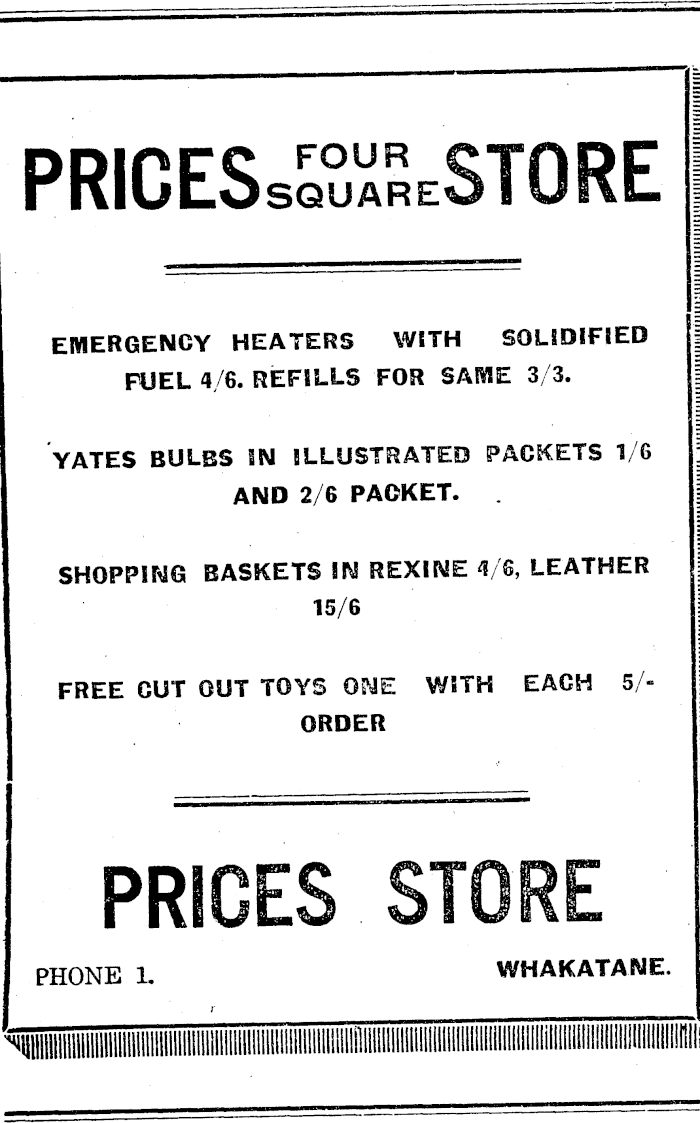 PRICES FOUR SQUARE STORE
EMERGENCY HEATERS WITH SOLIDIFIED
FUEL 4/6. REFILLS FOR SAME 3/3.
YATES BULBS IN ILLUSTRATED PACKETS 1/6
AND 2/6 PACKET.
SHOPPING BASKETS IN REXINE 4/6, LEATHER
15/6
FREE CUT OUT TOYS ONE WITH EACH 5/-
ORDER
PRICES STORE
PHONE 1.
WHAKATANE.